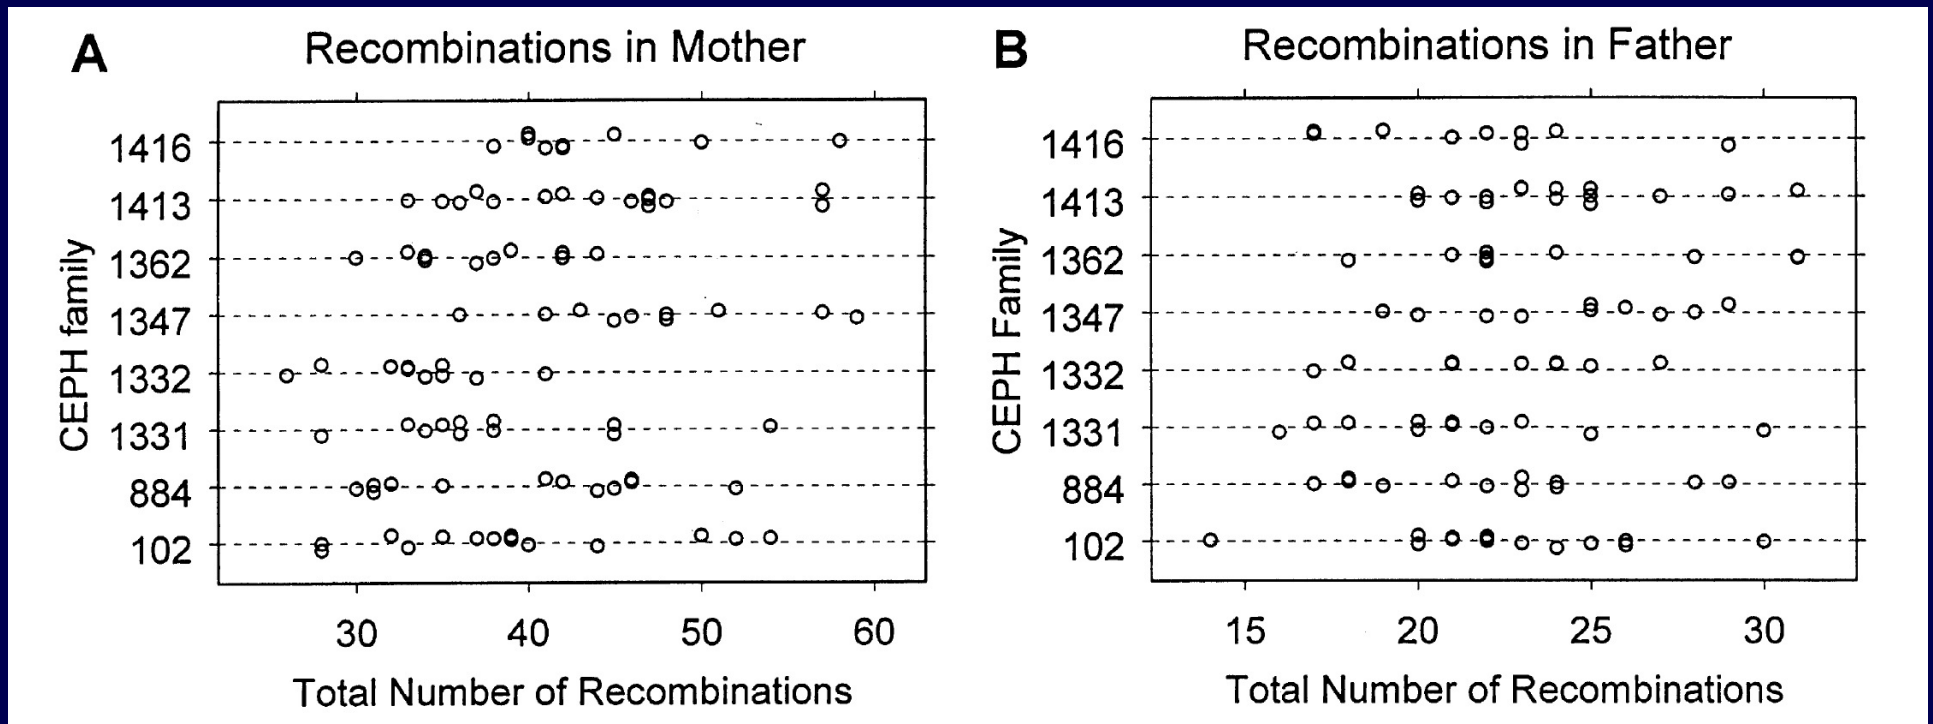 A
Recombinations in Mother
CEPH family
1416
1413
1362
1347
1332
1331
884
102
30 40 50 60
Total Number of Recombinations
B
Recombinations in Father
CEPH Family
1416
1413
1362
1347
1332
1331
884
102
15 20 25 30
Total Number of Recombinations